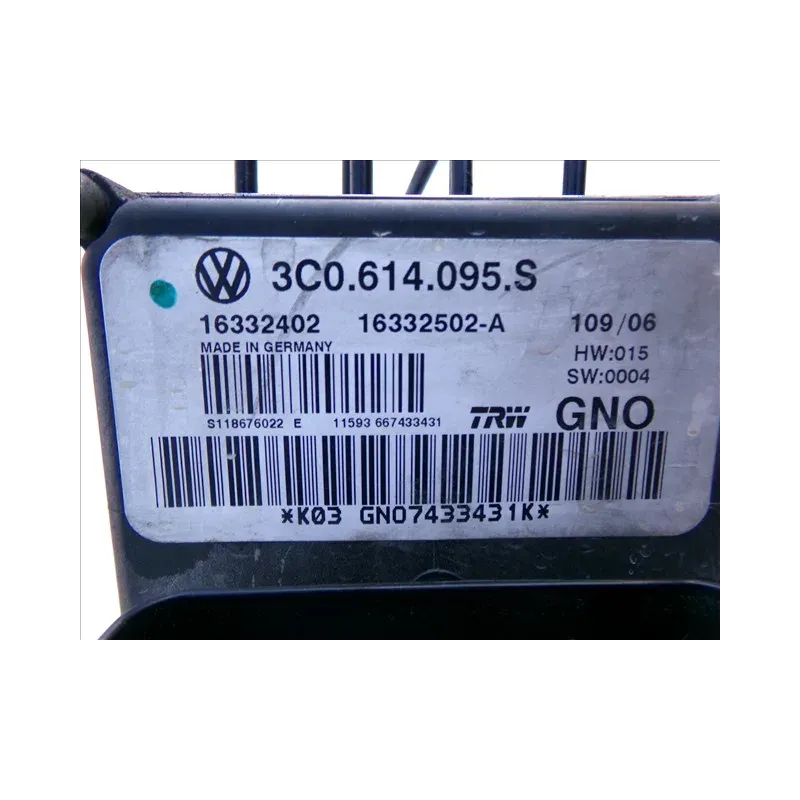 3C0.614.095.S
16332402 16332502-A 109/06
MADE IN GERMANY HW:015
SW:0004
S118676022 E 11593 667433431 TRW GNO
*K03 GNO7433431K*